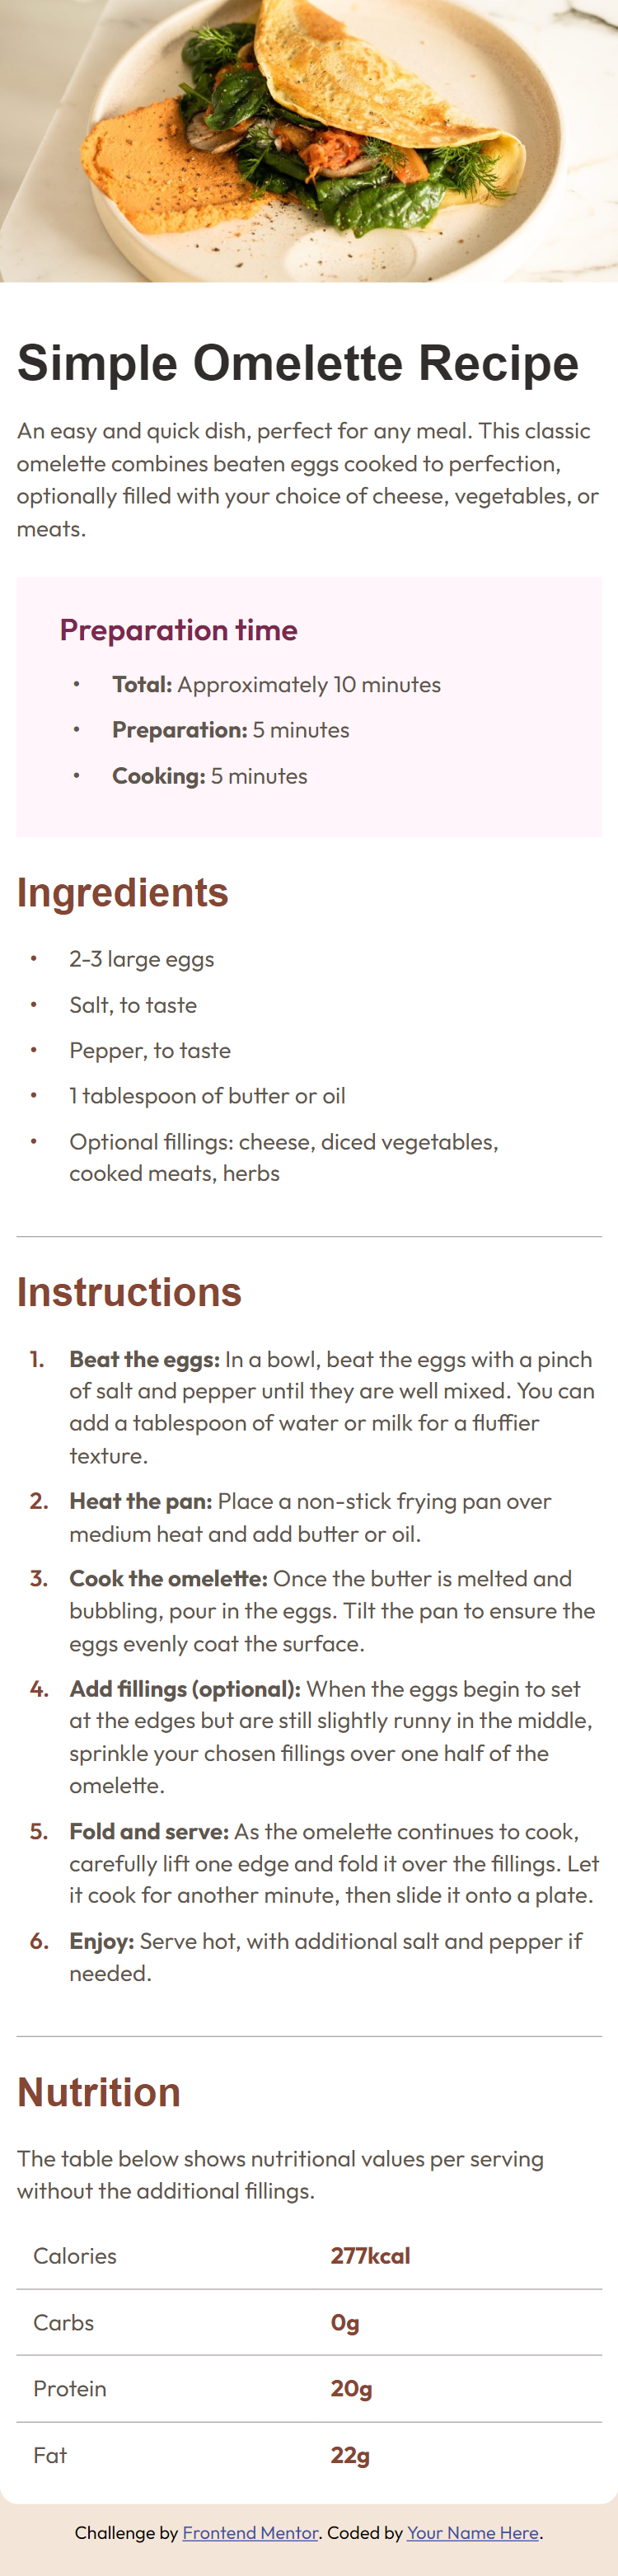 Simple Omelette Recipe
An easy and quick dish, perfect for any meal. This classic
omelette combines beaten eggs cooked to perfection,
optionally filled with your choice of cheese, vegetables, or
meats.
Preparation time
• Total: Approximately 10 minutes
• Preparation: 5 minutes
• Cooking: 5 minutes
Ingredients
• 2-3 large eggs
• Salt, to taste
• Pepper, to taste
• 1 tablespoon of butter or oil
• Optional fillings: cheese, diced vegetables,
cooked meats, herbs
Instructions
1. Beat the eggs: In a bowl, beat the eggs with a pinch
of salt and pepper until they are well mixed. You can
add a tablespoon of water or milk for a fluffier
texture.
2. Heat the pan: Place a non-stick frying pan over
medium heat and add butter or oil.
3. Cook the omelette: Once the butter is melted and
bubbling, pour in the eggs. Tilt the pan to ensure the
eggs evenly coat the surface.
4. Add fillings (optional): When the eggs begin to set
at the edges but are still slightly runny in the middle,
sprinkle your chosen fillings over one half of the
omelette.
5. Fold and serve: As the omelette continues to cook,
carefully lift one edge and fold it over the fillings. Let
it cook for another minute, then slide it onto a plate.
6. Enjoy: Serve hot, with additional salt and pepper if
needed.
Nutrition
The table below shows nutritional values per serving
without the additional fillings.
Calories 277kcal
Carbs 0g
Protein 20g
Fat 22g
Challenge by Frontend Mentor. Coded by Your Name Here.